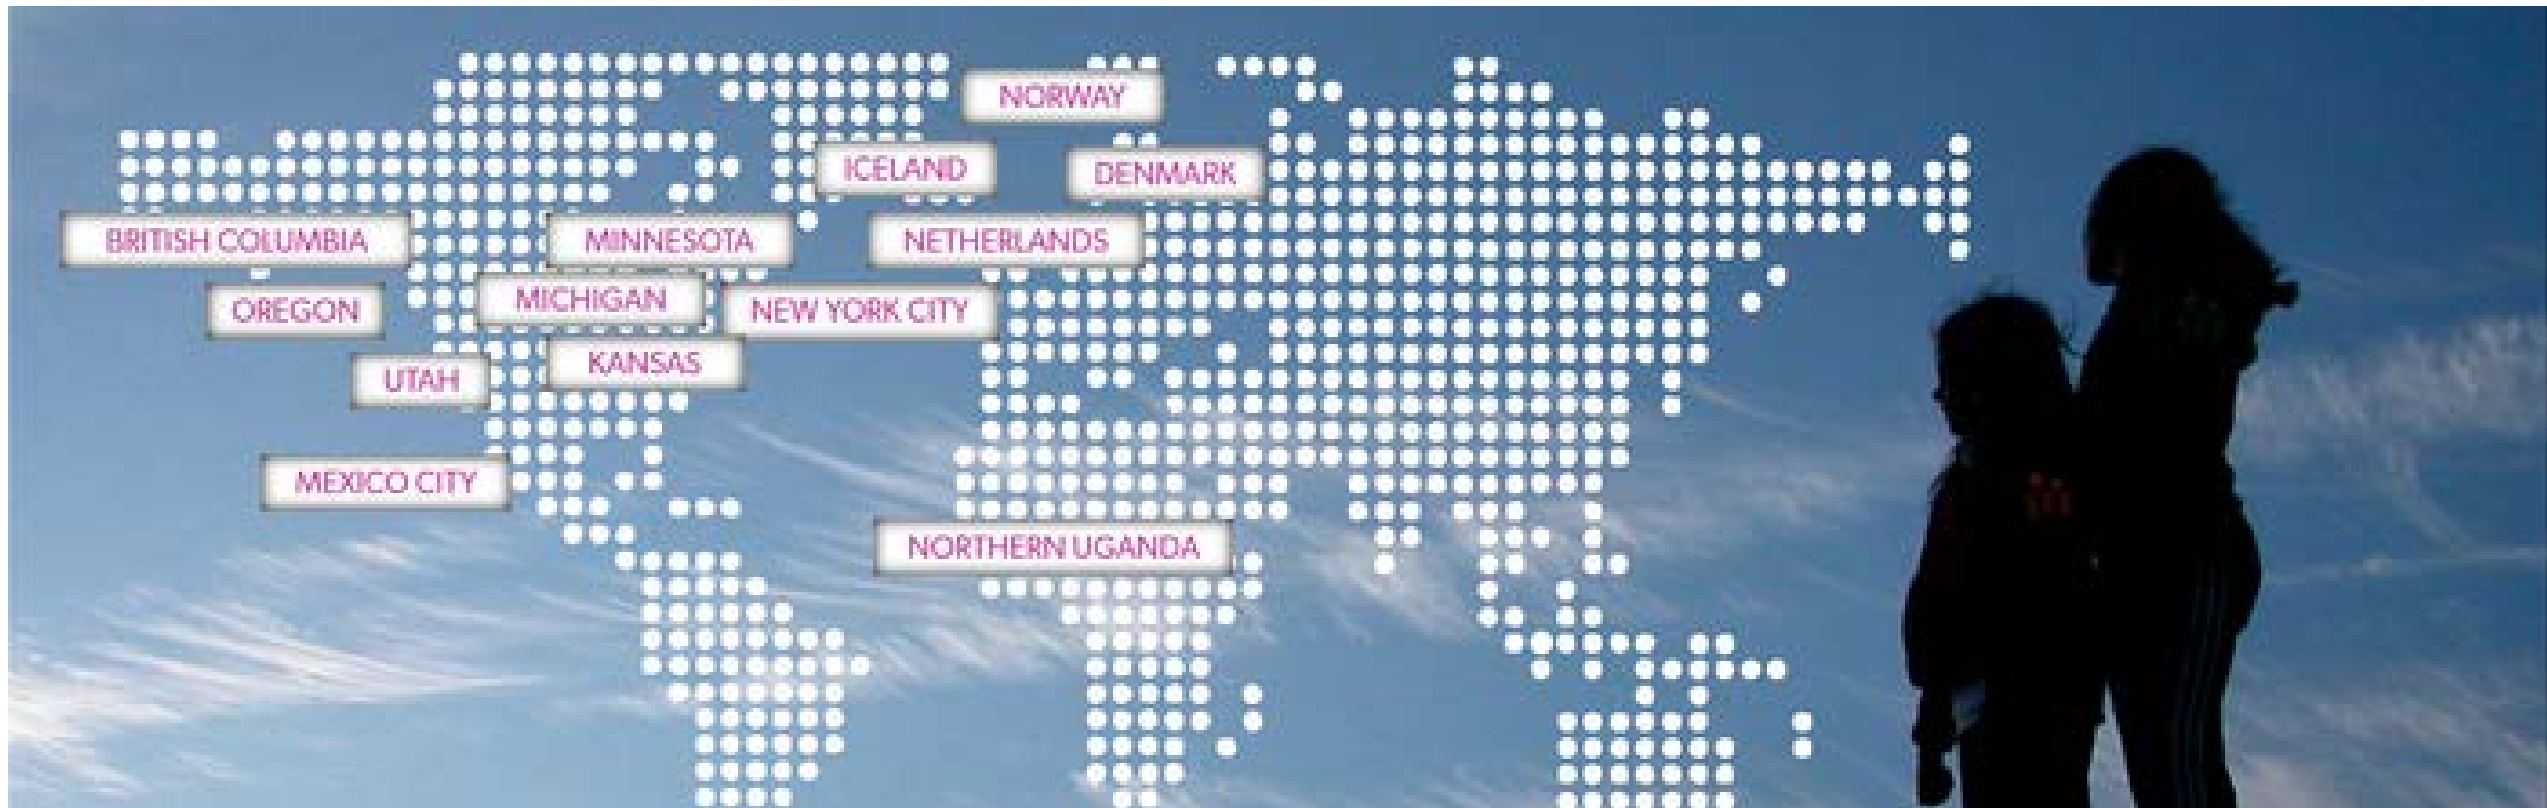 NORWAY
ICELAND
DENMARK
BRITISH COLUMBIA
MINNESOTA
NETHERLANDS
OREGON
MICHIGAN
NEW YORK CITY
UTAH
KANSAS
MEXICO CITY
NORTHERN UGANDA